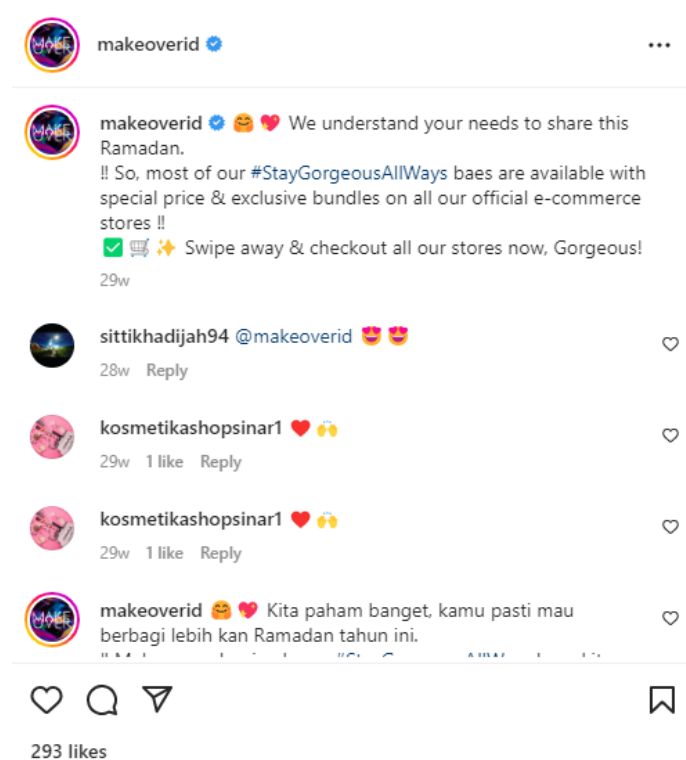 makeoverid
makeoverid 🤗 💖 We understand your needs to share this
Ramadan.
‼ So, most of our #StayGorgeousAllWays baes are available with
special price & exclusive bundles on all our official e-commerce
stores ‼
✅ 🛒 ✨ Swipe away & checkout all our stores now, Gorgeous!
29w
sittikhadijah94 @makeoverid 😍 😍
28w Reply
kosmetikashopsinar1 ❤️ 🙌
29w 1 like Reply
kosmetikashopsinar1 ❤️ 🙌
29w 1 like Reply
makeoverid 🤗 💖 Kita paham banget, kamu pasti mau
berbagi lebih kan Ramadan tahun ini.
293 likes